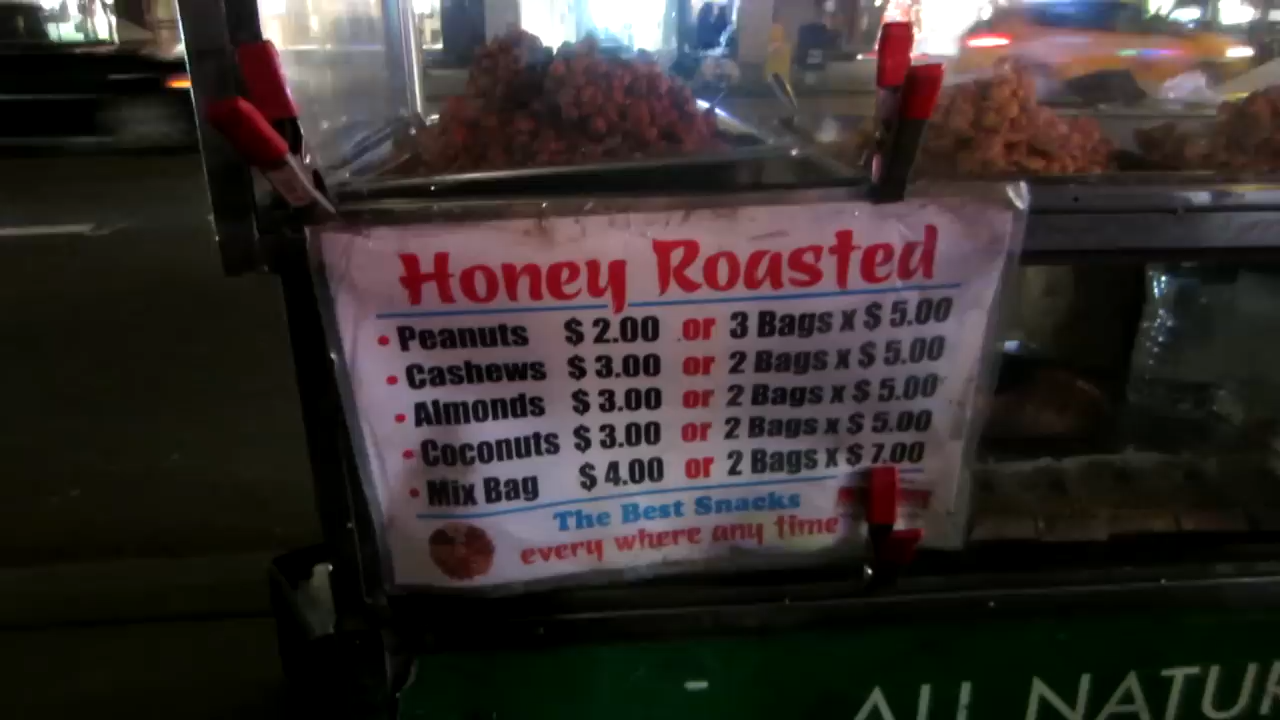 Honey Roasted
• Peanuts $ 2.00 or 3 Bags x $ 5.00
• Cashews $ 3.00 or 2 Bags x $ 5.00
• Almonds $ 3.00 or 2 Bags x $ 5.00
• Coconuts $ 3.00 or 2 Bags x $ 5.00
• Mix Bag $ 4.00 or 2 Bags x $ 7.00
The Best Snacks
every where any time
ALL NATUR